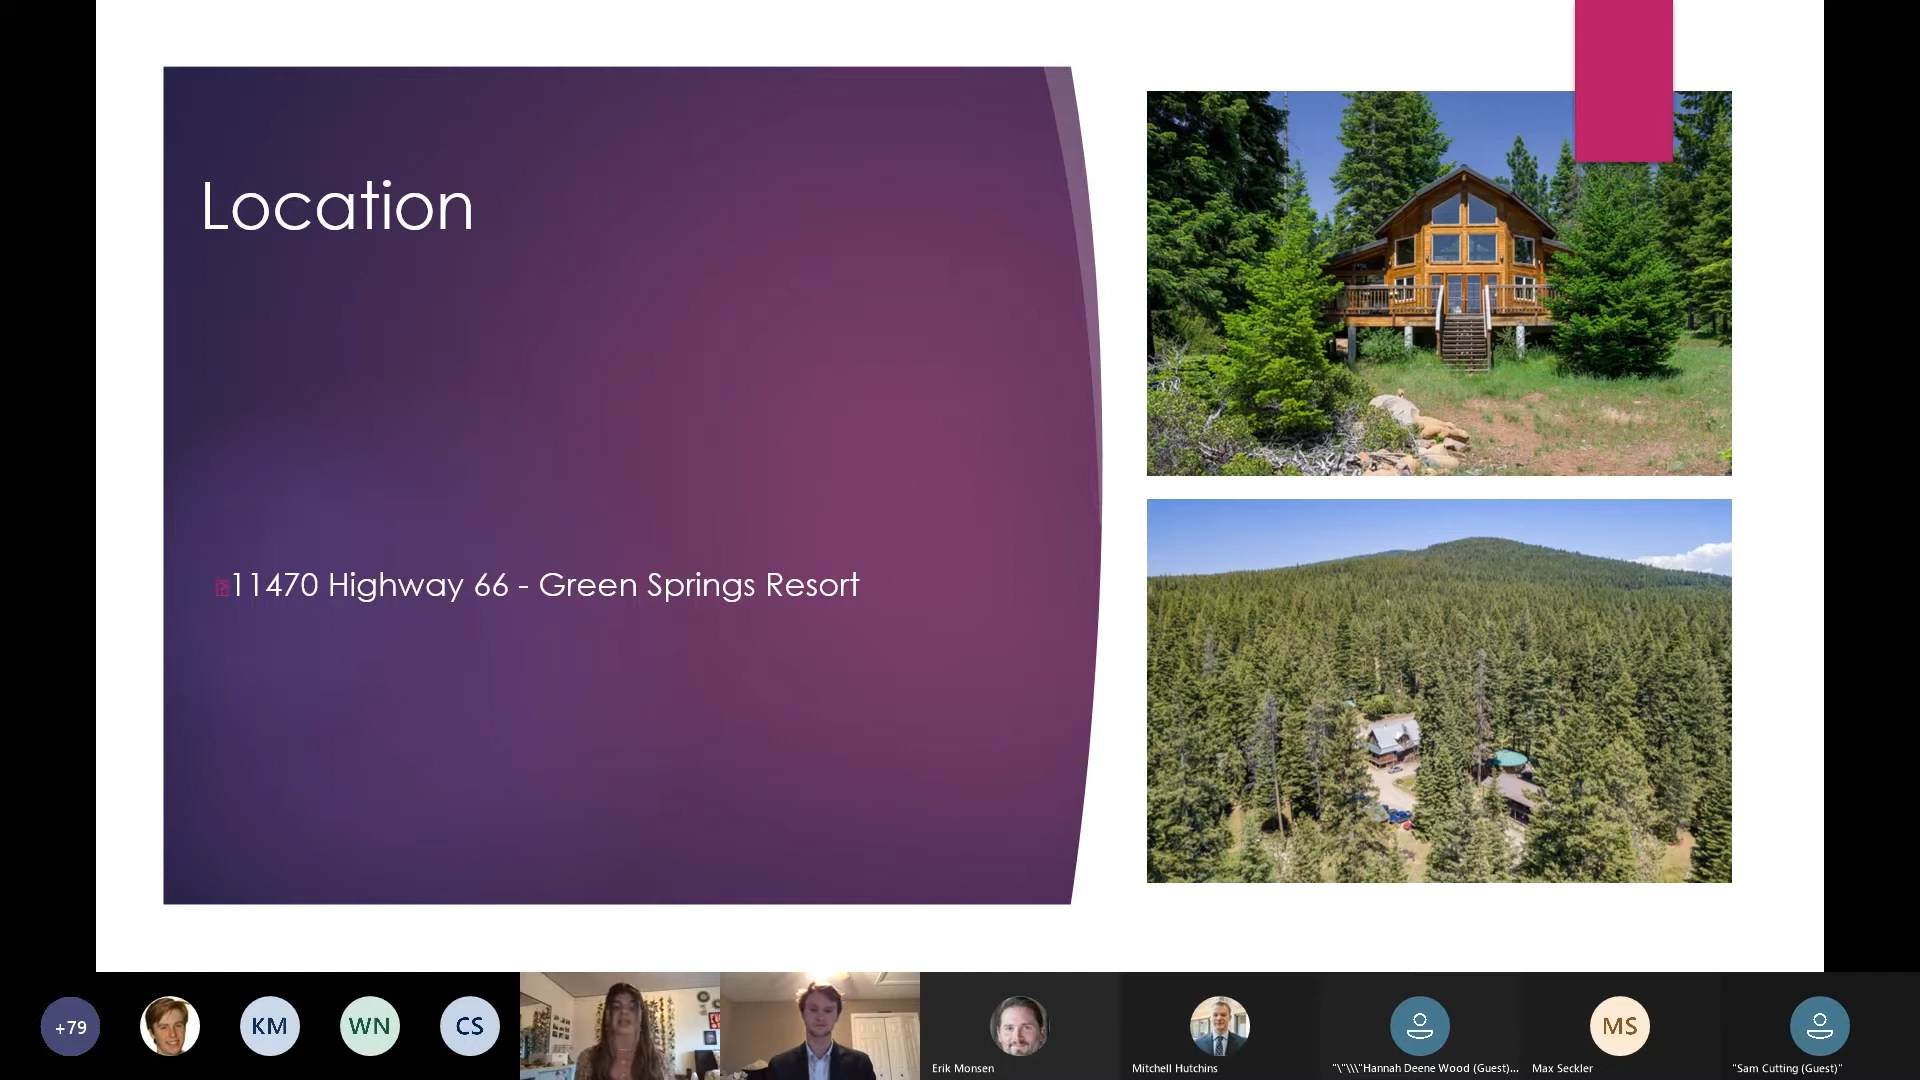 Location
11470 Highway 66 - Green Springs Resort
+79
KM
WN
CS
MS
Erik Monsen
Mitchell Hutchins
"\"\\\"Hannah Deene Wood (Guest)...
Max Seckler
"Sam Cutting (Guest)"